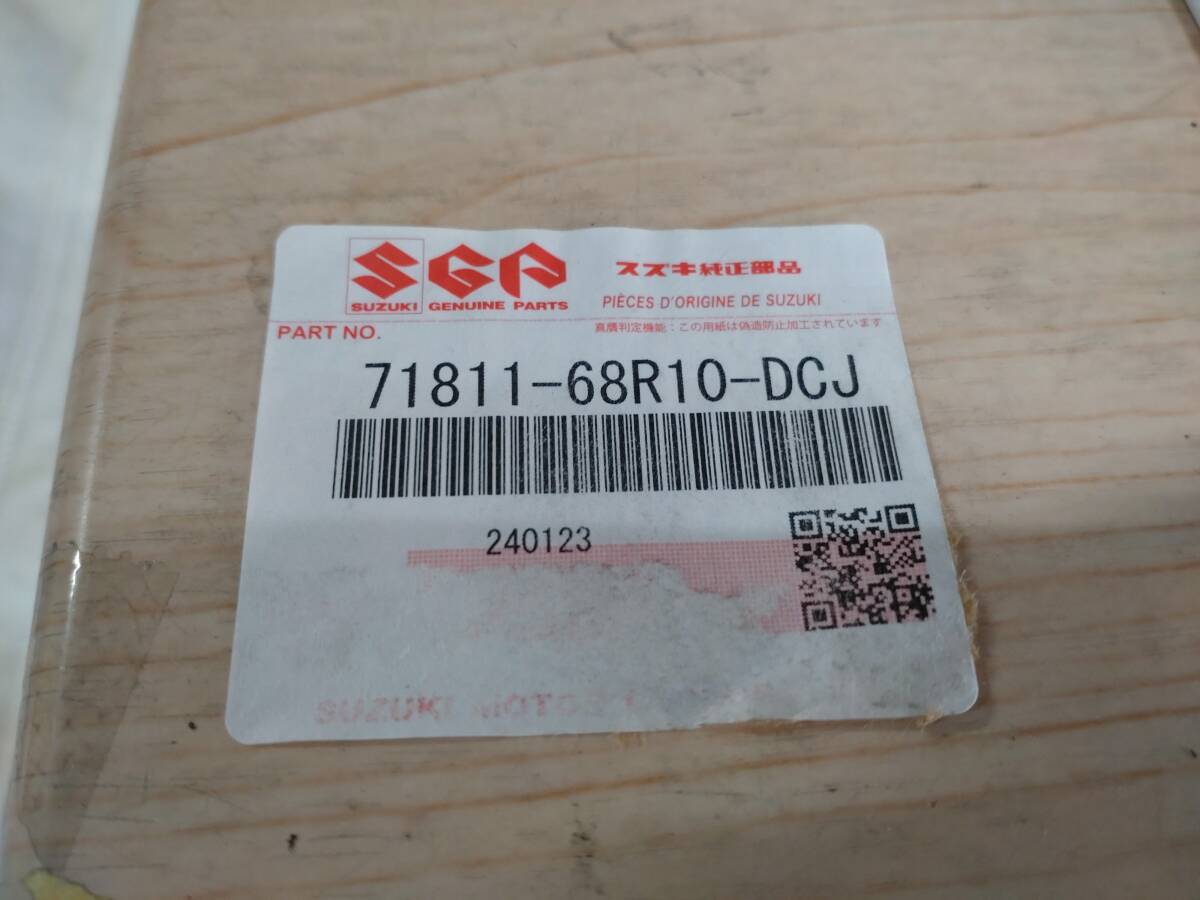 SGP スズキ純正部品
SUZUKI GENUINE PARTS PIÈCES D'ORIGINE DE SUZUKI
PART NO. 真贋判定機能：この用紙は偽造防止加工されています
71811-68R10-DCJ
240123
SUZUKI MOTOR